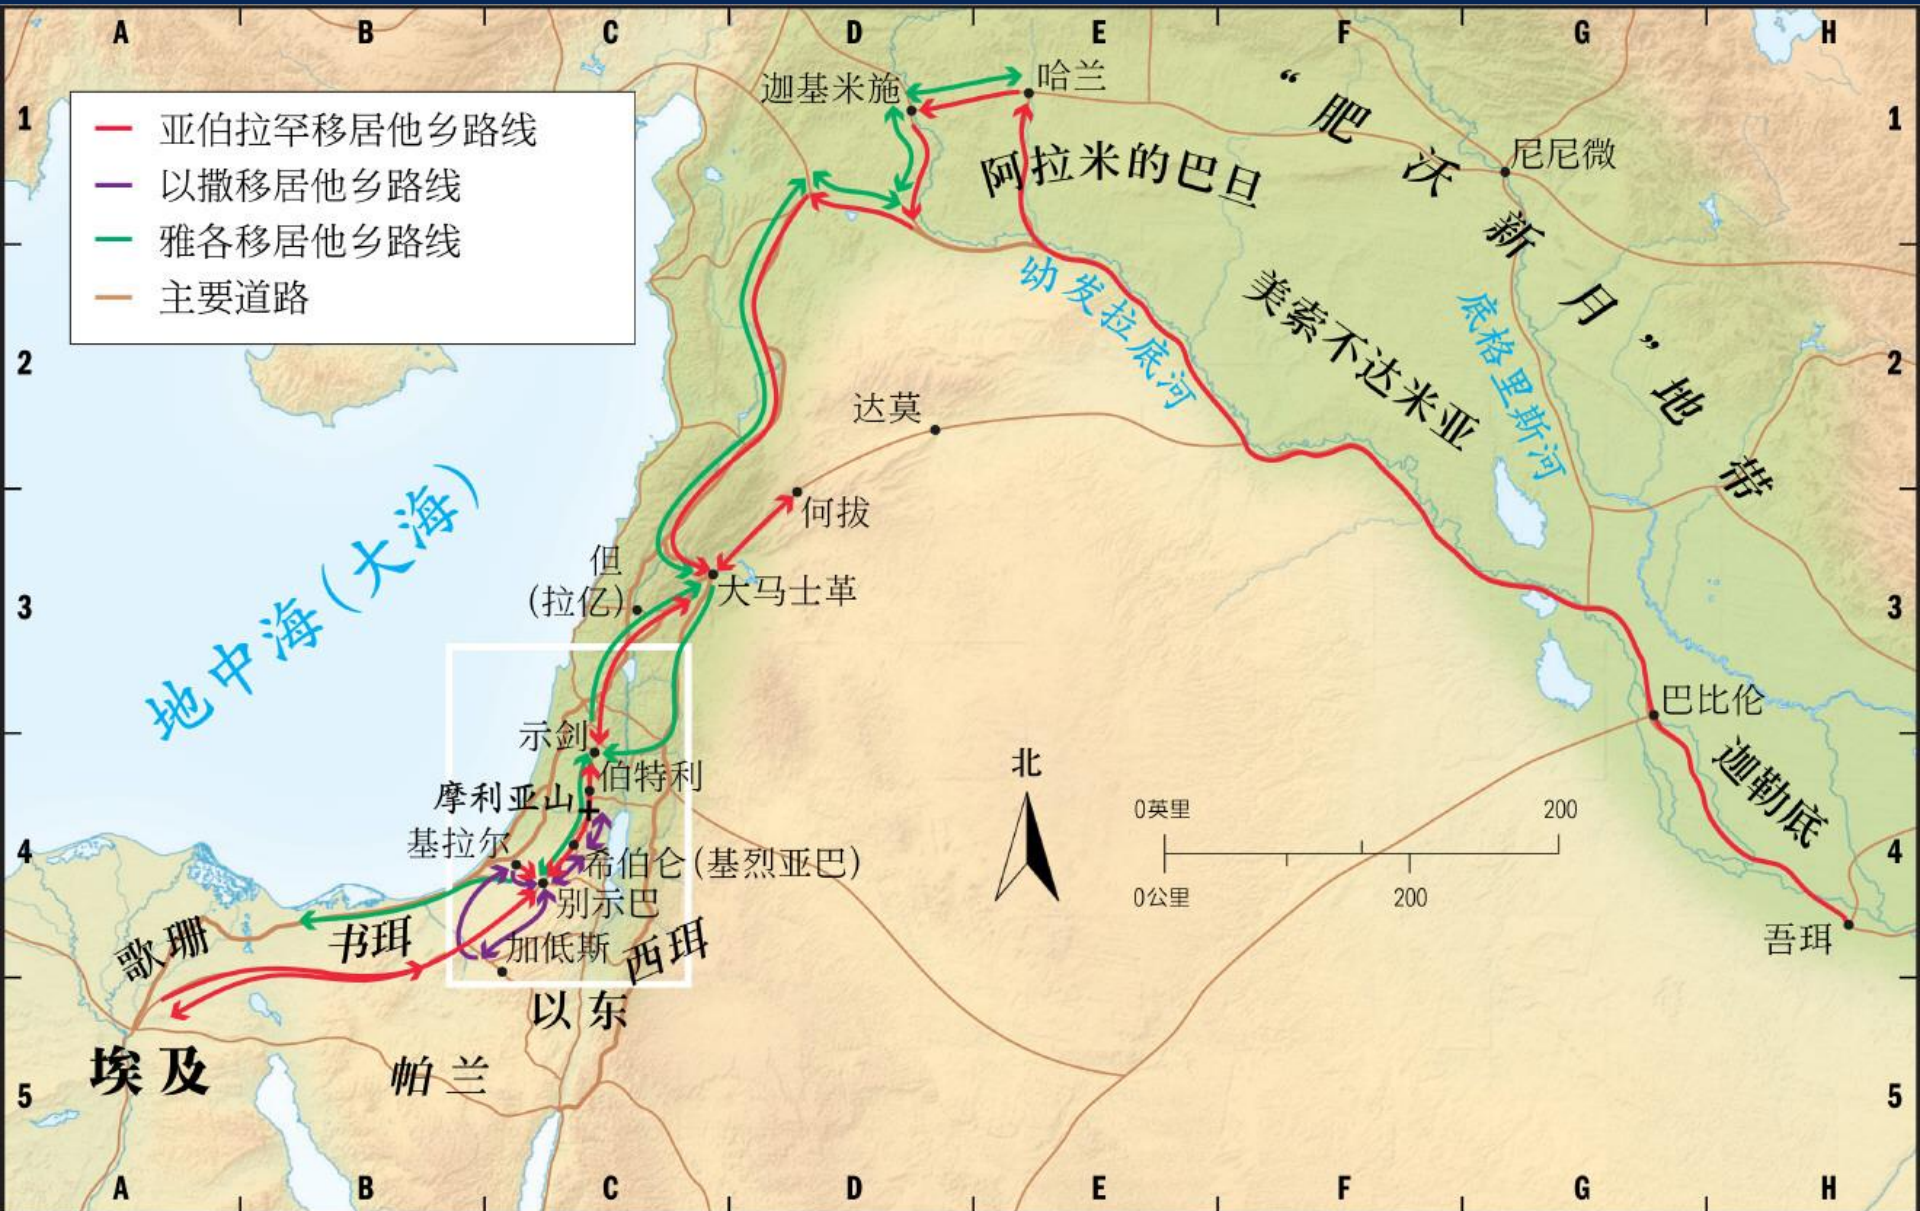 A B C D E F G H
1
1
亚伯拉罕移居他乡路线
以撒移居他乡路线
雅各移居他乡路线
主要道路
迦基米施
哈兰
阿拉米的巴旦
“肥沃新月”地带
尼尼微
2
2
幼发拉底河
美索不达米亚
底格里斯河
达莫
地中海(大海)
何拔
但
(拉亿)
大马士革
3
3
示剑
伯特利
摩利亚山
巴比伦
迦勒底
北
0英里 200
0公里 200
4
4
基拉尔
希伯仑(基烈亚巴)
别示巴
加低斯
歌珊
书珥
西珥
吾珥
以东
埃及
帕兰
5
5
A B C D E F G H